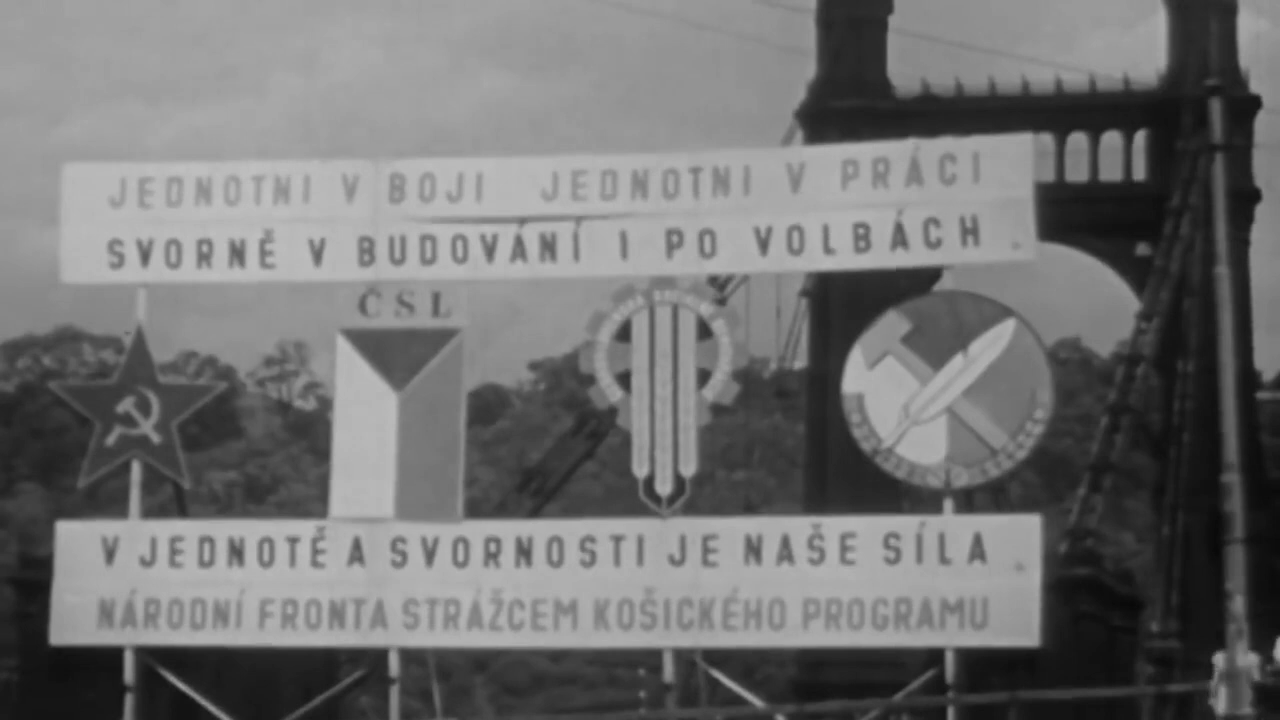 JEDNOTNI V BOJI JEDNOTNI V PRÁCI
SVORNĚ V BUDOVÁNÍ I PO VOLBÁCH
ČSL
V JEDNOTĚ A SVORNOSTI JE NAŠE SÍLA
NÁRODNÍ FRONTA STRÁŽCEM KOŠICKÉHO PROGRAMU